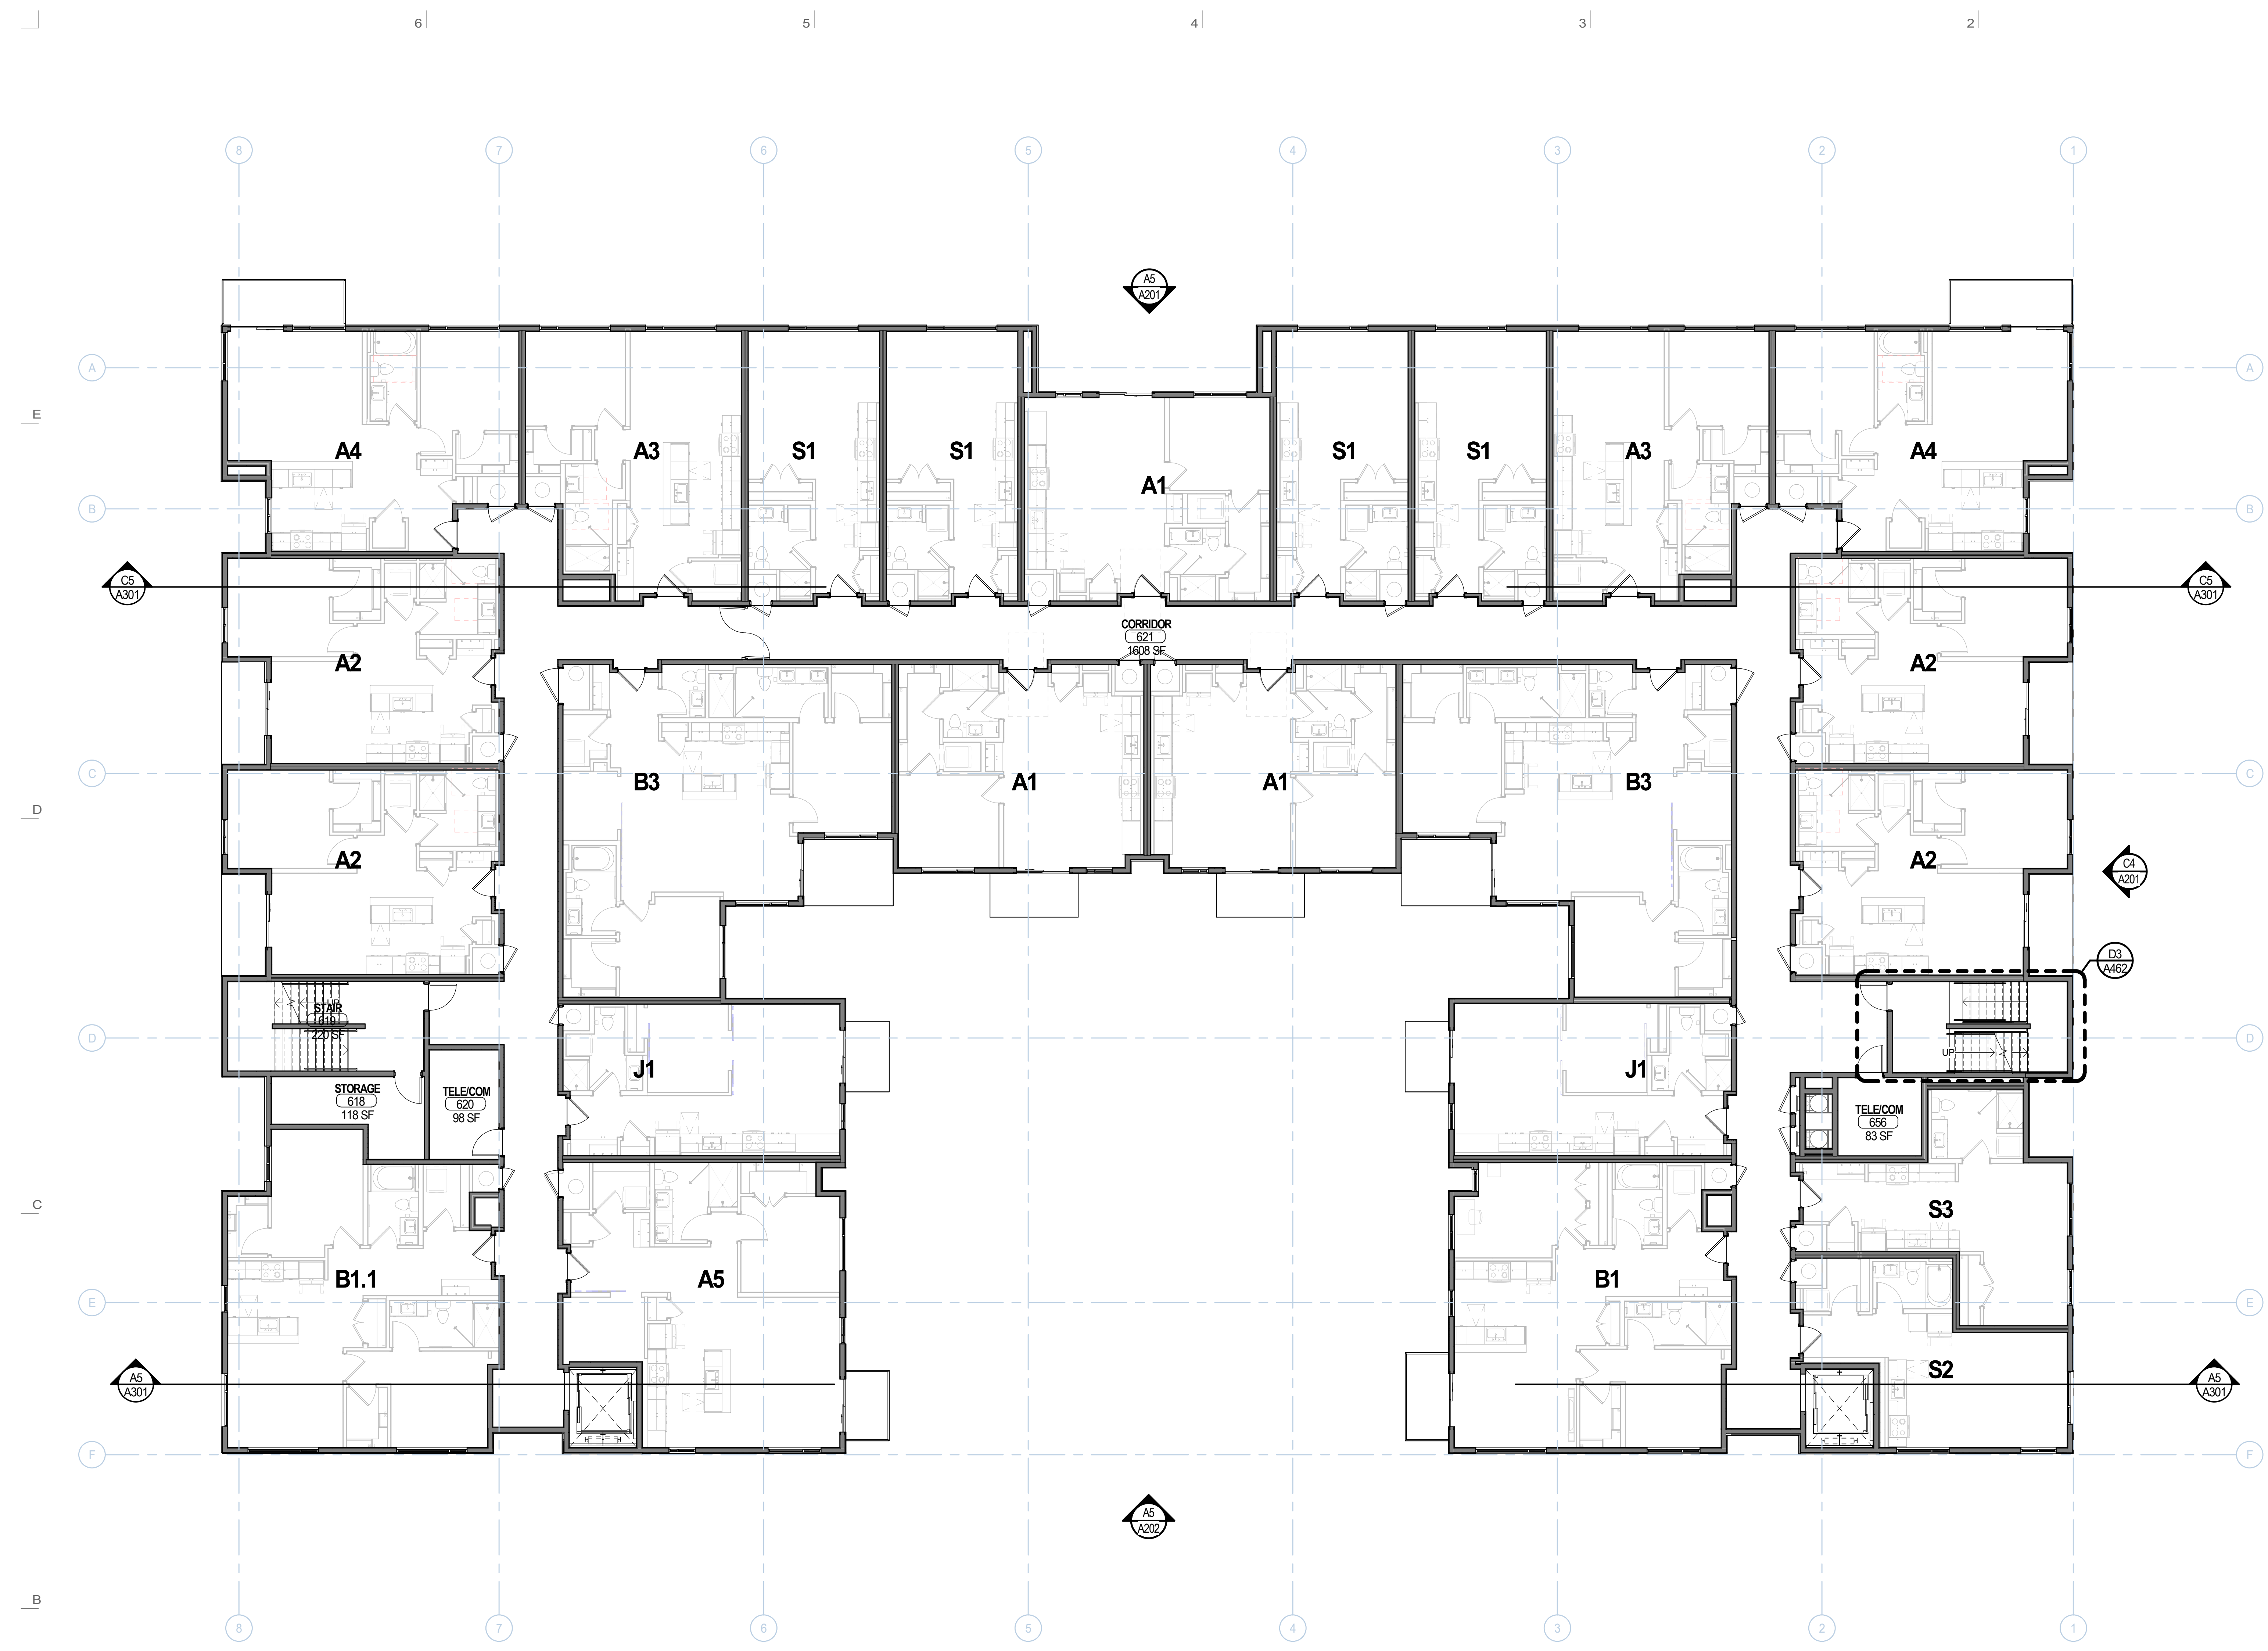 6 5 4 3 2
8 7 6 5 4 3 2 1
A5
A201
A A
E
A4 A3 S1 S1 A1 S1 S1 A3 A4
B B
C5
A301
C5
A301
CORRIDOR
621
1608 SF
A2 A2
C C
B3 A1 A1 B3
D
A2 A2
C4
A201
D3
A462
UP
STAIR
619
220 SF
D D
UP
J1 J1
STORAGE
618
118 SF
TELE/COM
620
98 SF
TELE/COM
656
83 SF
C
S3
B1.1 A5 B1
E E
S2
A5
A301
A5
A301
F F
A5
A202
B
8 7 6 5 4 3 2 1